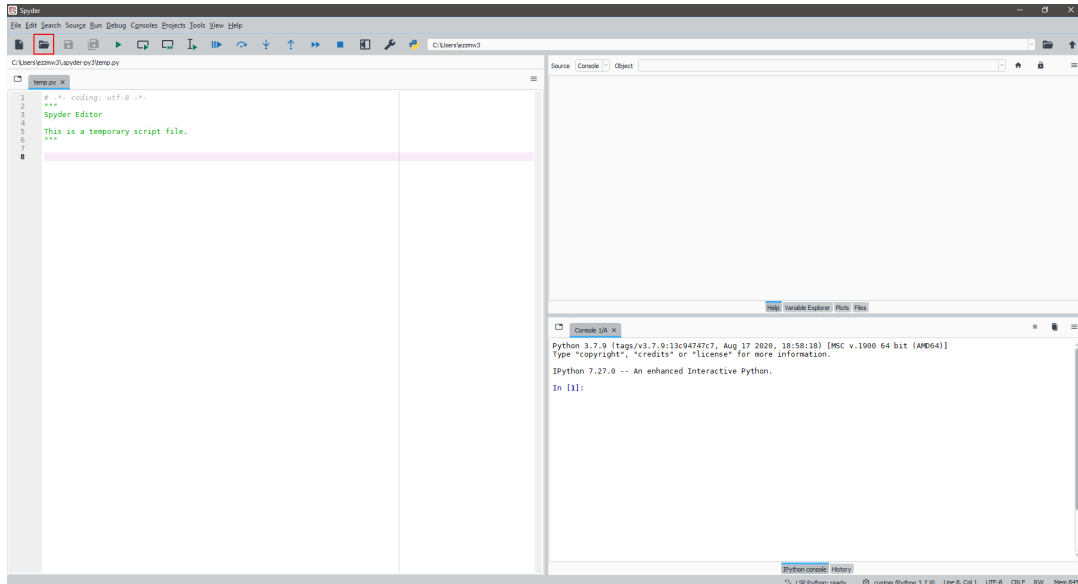 Spyder
File Edit Search Source Run Debug Consoles Projects Tools View Help
C:\Users\ezzmw3
C:\Users\ezzmw3\.spyder-py3\temp.py
temp.py
1 # -*- coding: utf-8 -*-
2 """
3 Spyder Editor
4
5 This is a temporary script file.
6 """
7
8
Source Console Object
Help Variable Explorer Plots Files
Console 1/A
Python 3.7.9 (tags/v3.7.9:13c94747c7, Aug 17 2020, 18:58:18) [MSC v.1900 64 bit (AMD64)]
Type "copyright", "credits" or "license" for more information.
IPython 7.27.0 -- An enhanced Interactive Python.
In [1]:
IPython console History
LSP Python: ready custom (Python 3.7.9) Line 8, Col 1 UTF-8 CRLF RW Mem